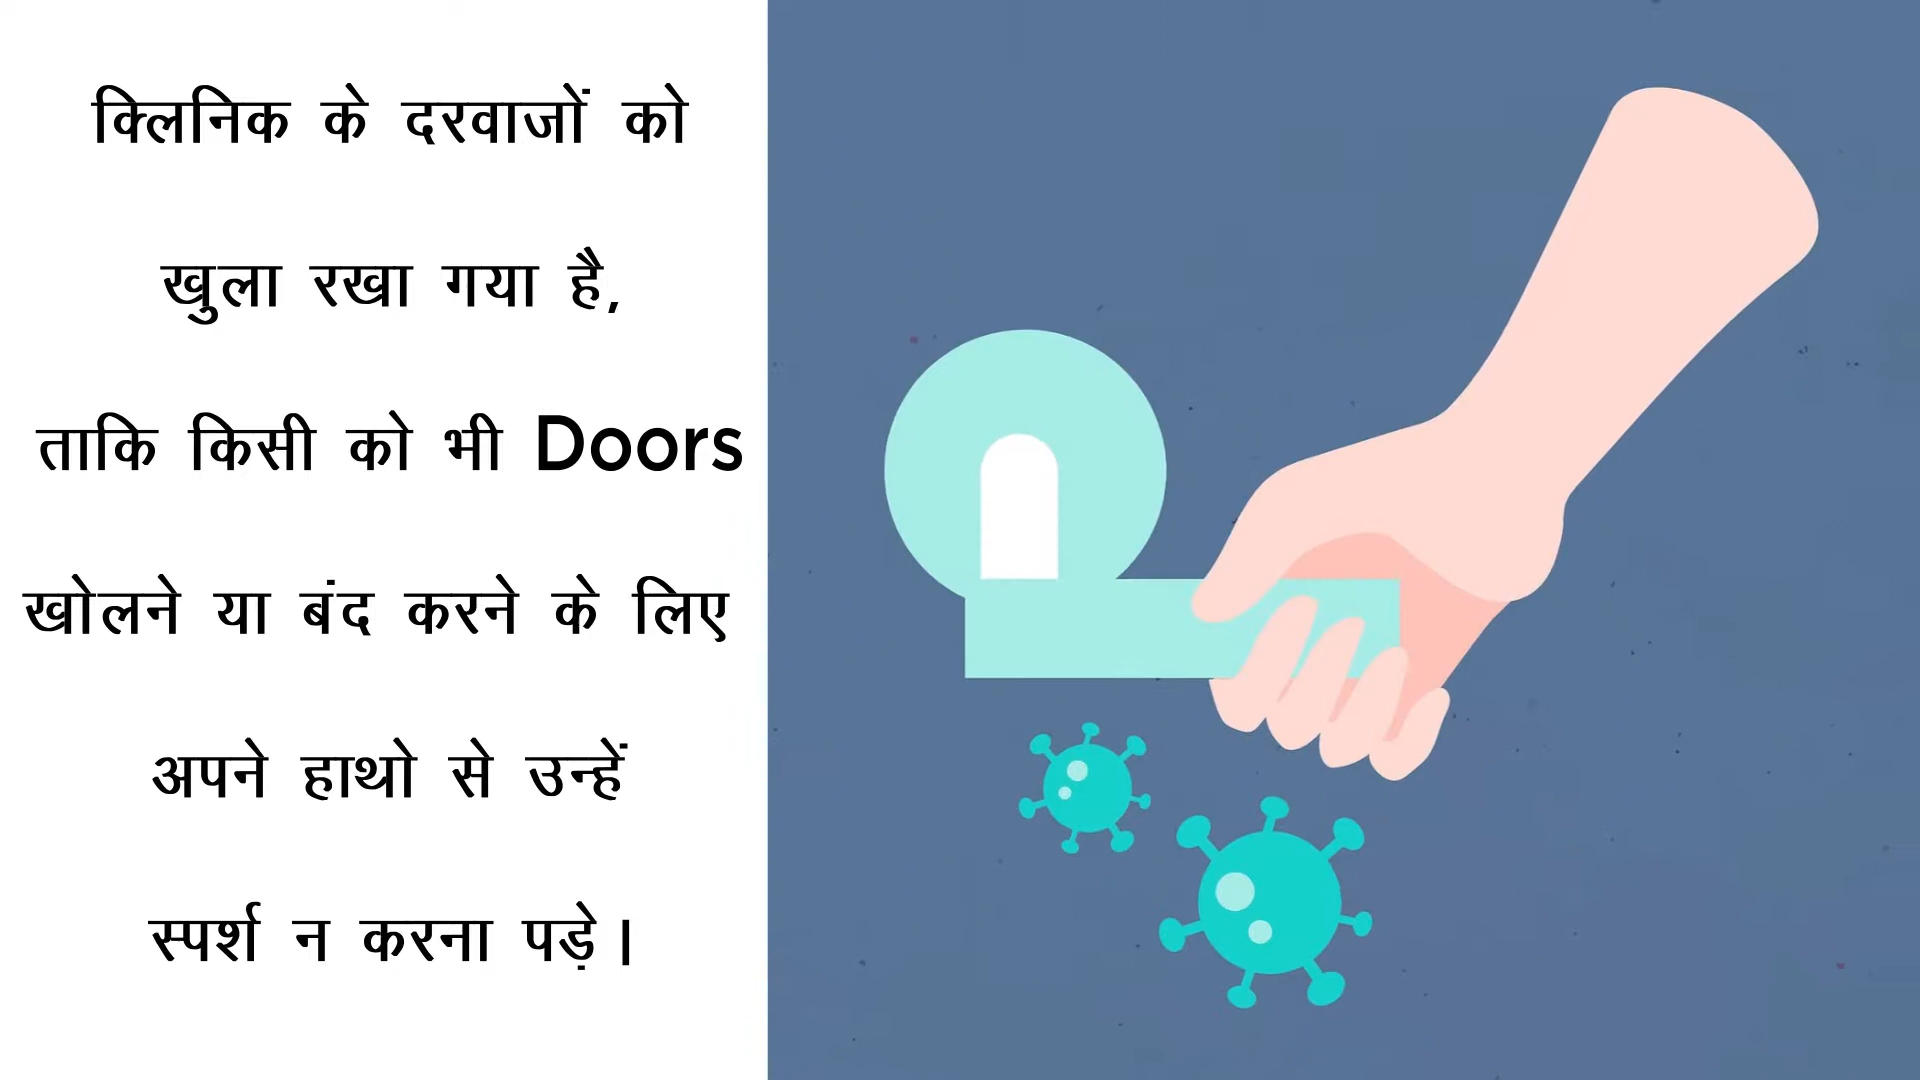 क्लिनिक के दरवाजों को
खुला रखा गया है,
ताकि किसी को भी Doors
खोलने या बंद करने के लिए
अपने हाथो से उन्हें
स्पर्श न करना पड़े।